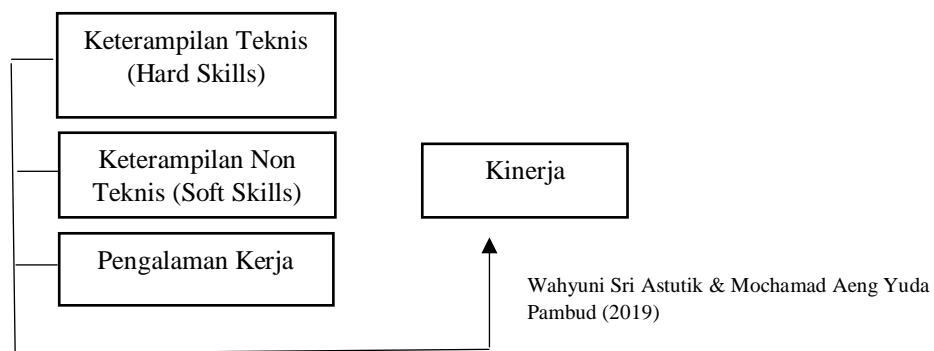 Keterampilan Teknis
(Hard Skills)
Keterampilan Non
Teknis (Soft Skills)
Pengalaman Kerja
Kinerja
Wahyuni Sri Astutik & Mochamad Aeng Yuda
Pambud (2019)